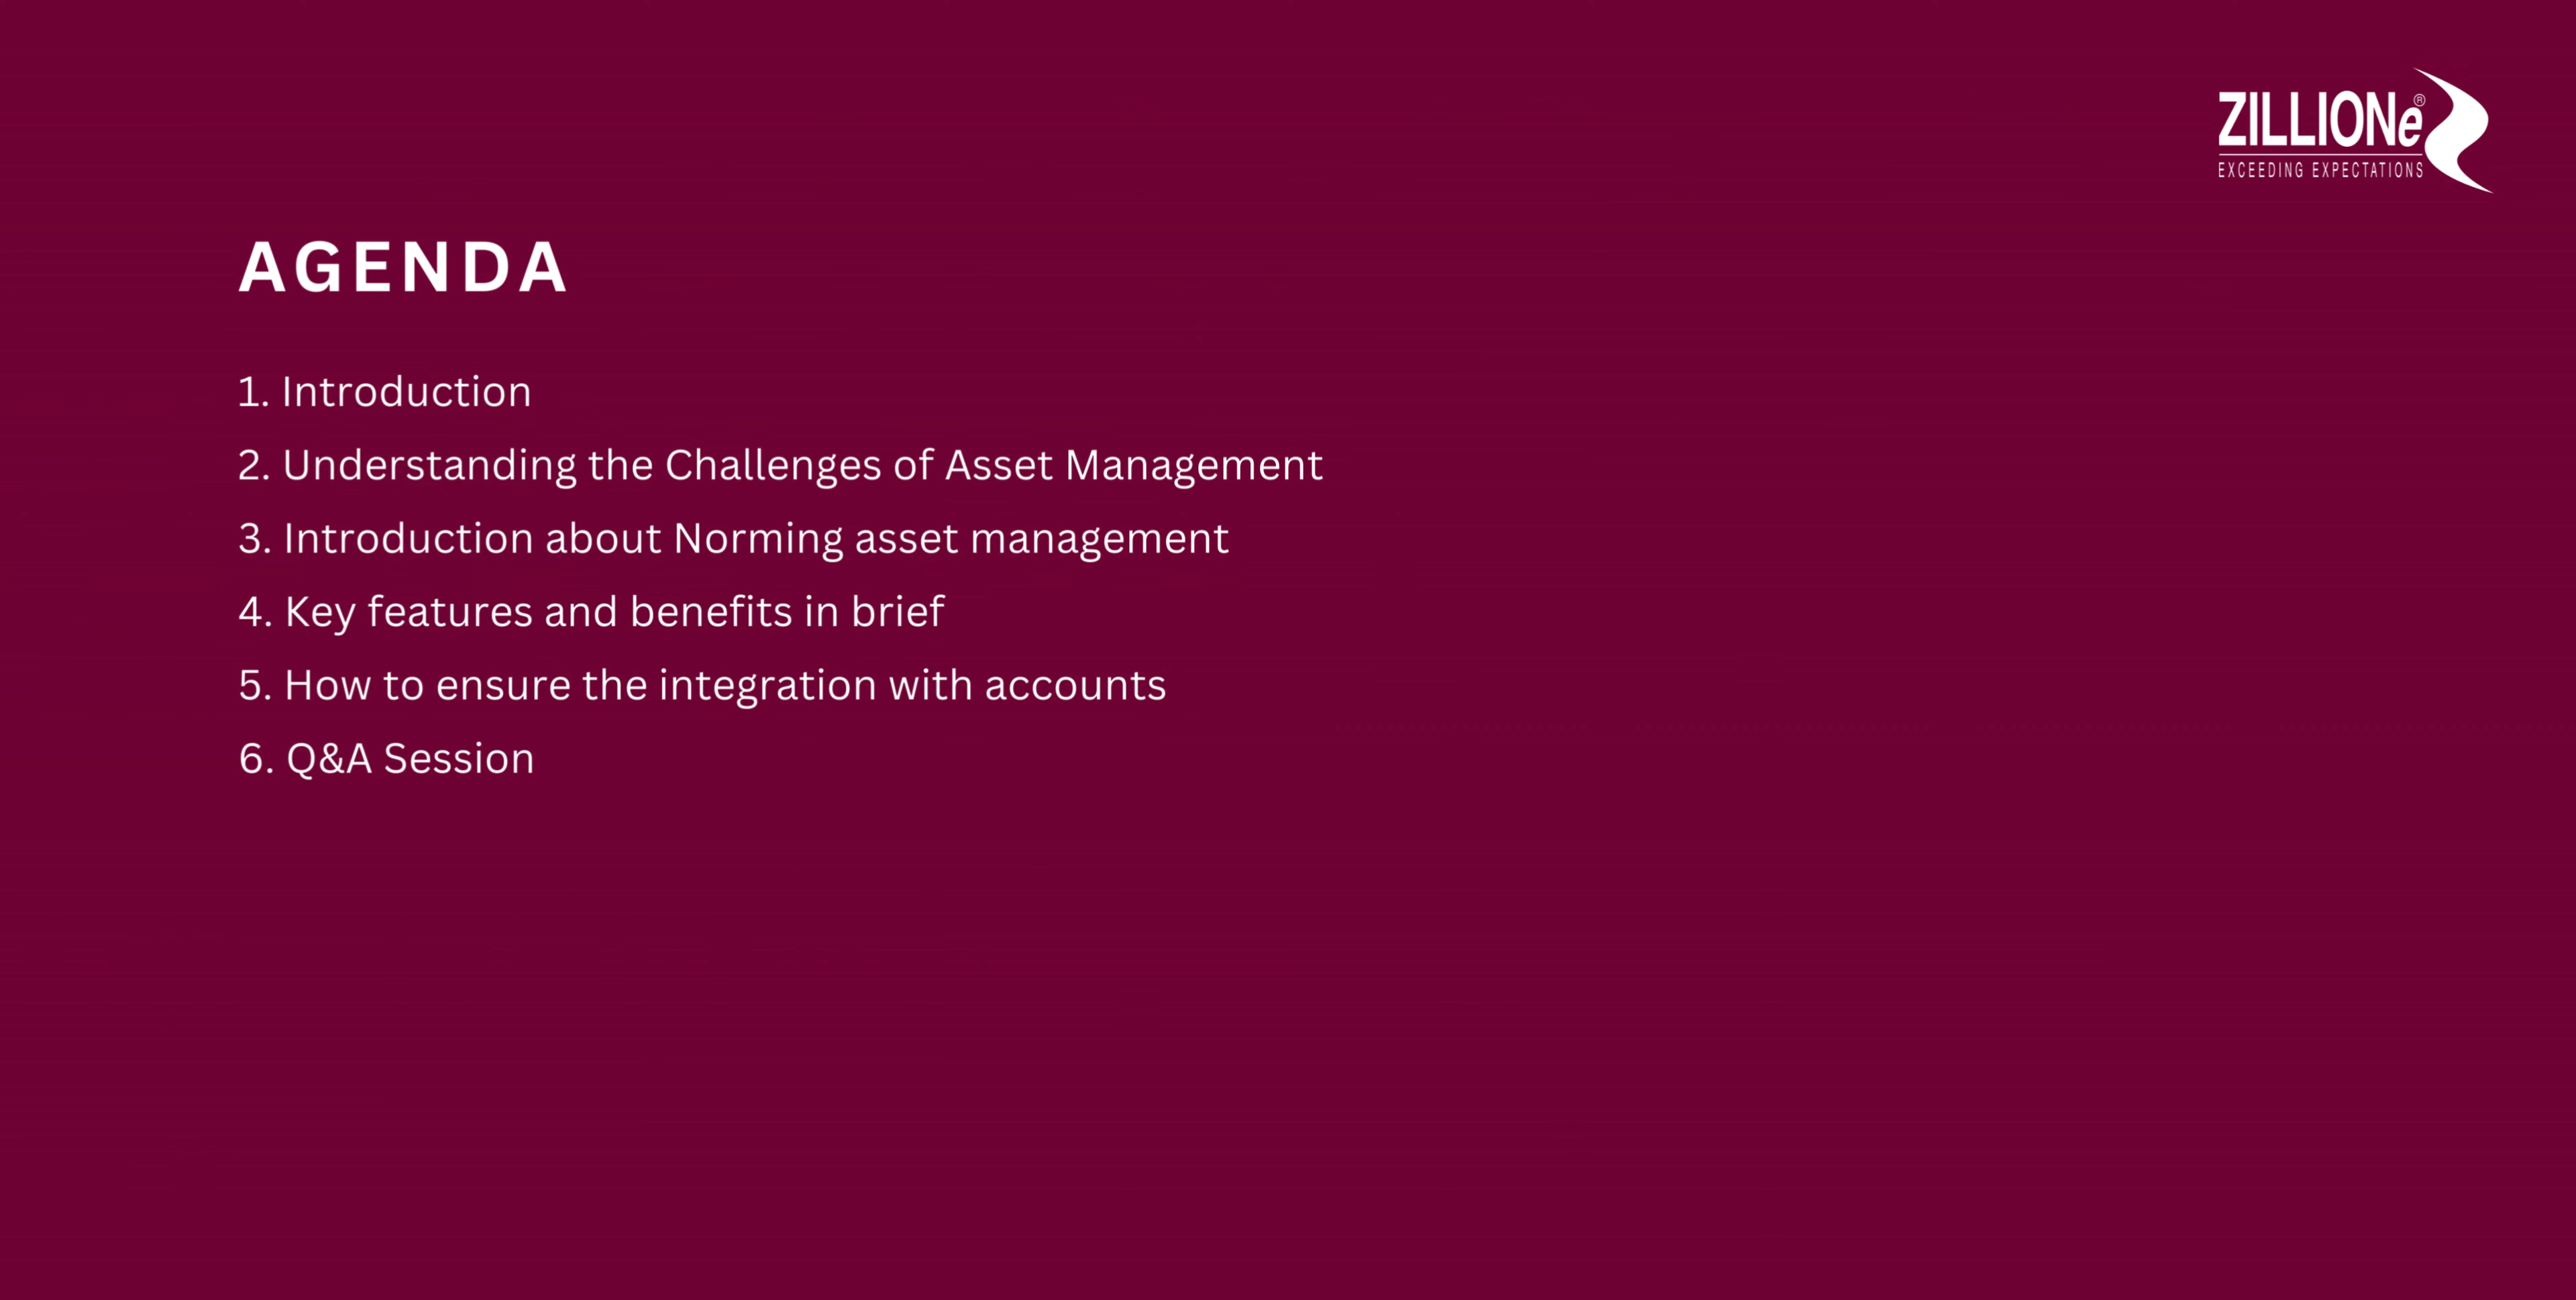 ZILLIONe®
EXCEEDING EXPECTATIONS
AGENDA
1. Introduction
2. Understanding the Challenges of Asset Management
3. Introduction about Norming asset management
4. Key features and benefits in brief
5. How to ensure the integration with accounts
6. Q&A Session